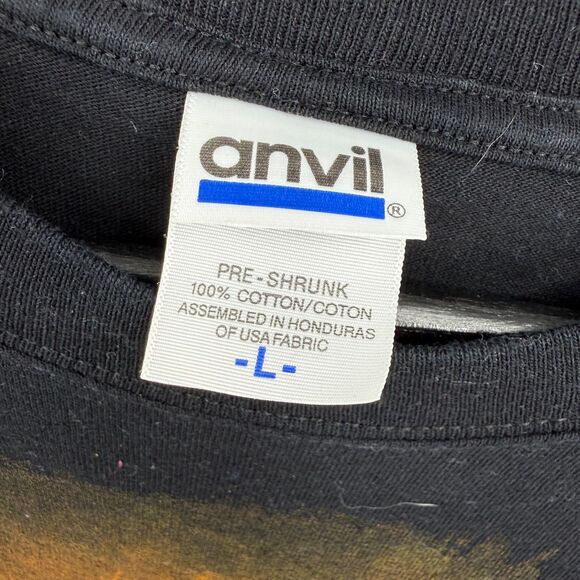 anvil
®
PRE-SHRUNK
100% COTTON/COTON
ASSEMBLED IN HONDURAS
OF USA FABRIC
-L-